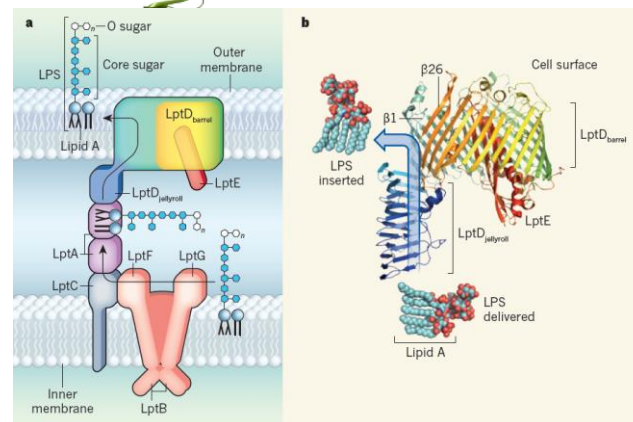 a
O sugar
n
LPS
Core sugar
Outer
membrane
Lipid A
LptD barrel
LptE
LptD jellyroll
n
n
LptA
LptF
LptG
LptC
Inner
membrane
LptB
b
β26
Cell surface
β1
LptD barrel
LPS
inserted
LptE
LptD jellyroll
LPS
delivered
Lipid A